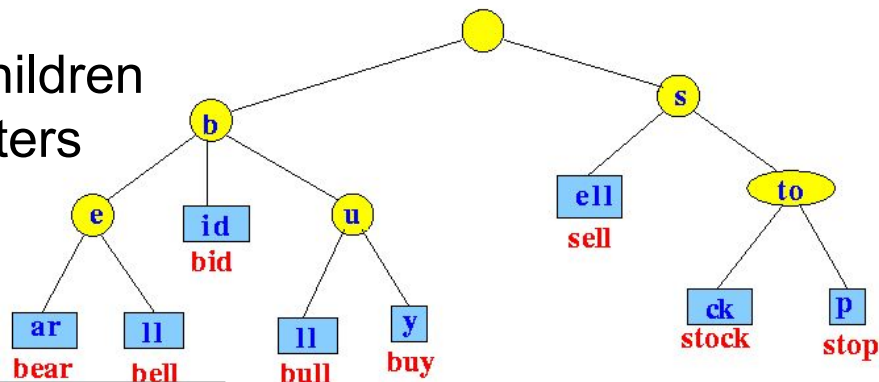 hildren
ters
b
s
e
id
bid
u
ell
sell
to
ar
bear
ll
bell
ll
bull
y
buy
ck
stock
p
stop